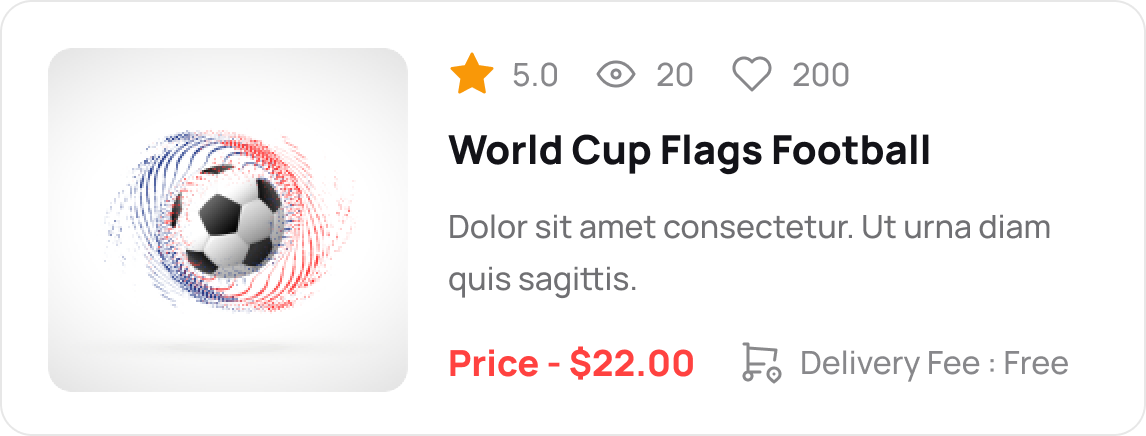 5.0 20 200
World Cup Flags Football
Dolor sit amet consectetur. Ut urna diam
quis sagittis.
Price - $22.00 Delivery Fee : Free